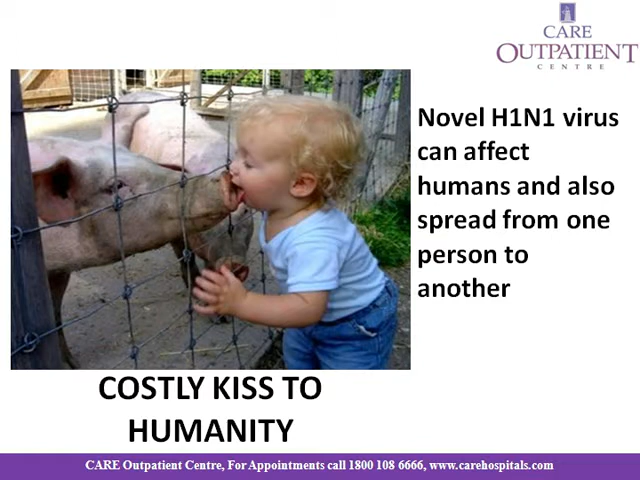 CARE
OUTPATIENT
CENTRE
Novel H1N1 virus
can affect
humans and also
spread from one
person to
another
COSTLY KISS TO
HUMANITY
CARE Outpatient Centre, For Appointments call 1800 108 6666, www.carehospitals.com